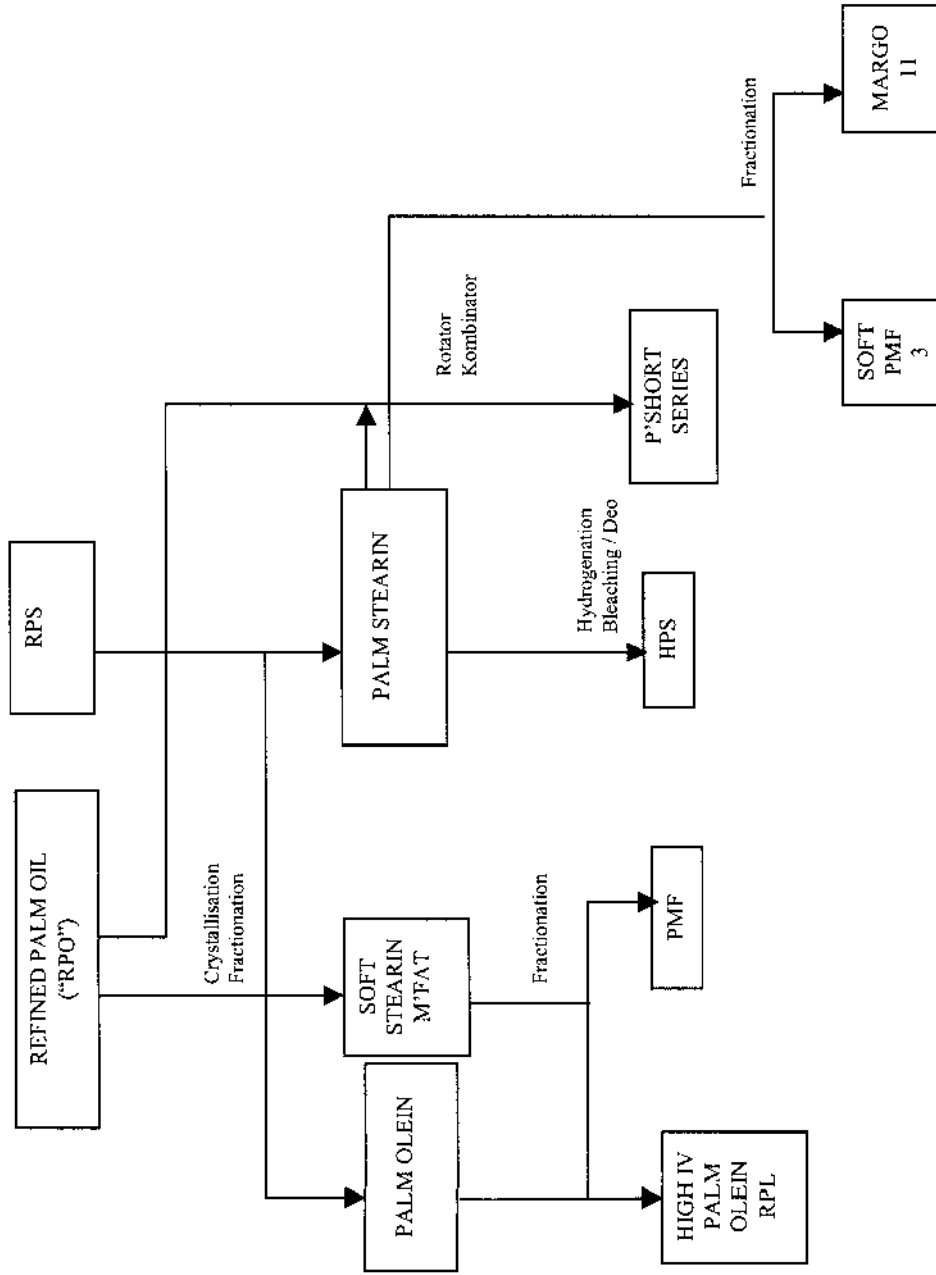 REFINED PALM OIL
("RPO")
RPS
Crystallisation
Fractionation
PALM OLEIN
SOFT
STEARIN
M'FAT
PALM STEARIN
Rotator
Kombinator
Fractionation
Hydrogenation
Bleaching / Deo
Fractionation
HIGH IV
PALM
OLEIN
RPL
PMF
HPS
P'SHORT
SERIES
SOFT
PMF
3
MARGO
11